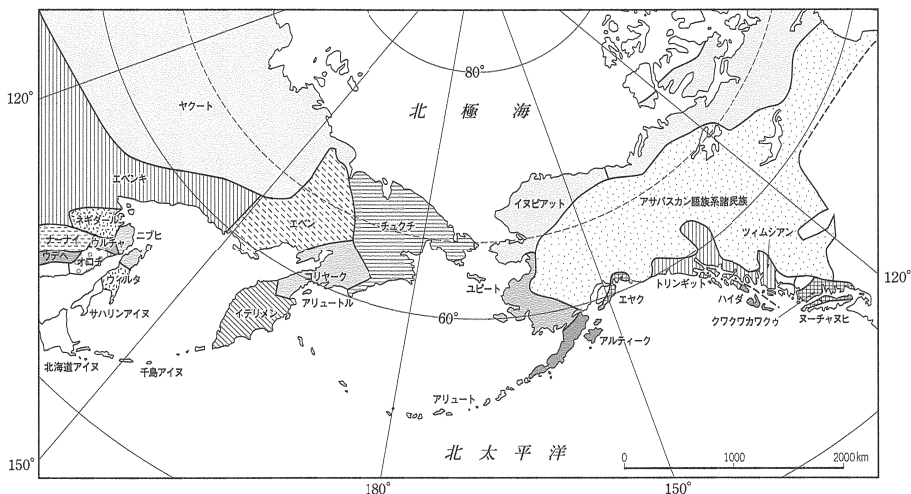 80°
120°
北極海
ヤクート
エベンキ
イヌピアット
アサバスカン語族系諸民族
ネギダール
エベン
チュクチ
ツィムシアン
ナーナイ
ウルチャ
ニブヒ
ウデヘ
オロチ
コリヤーク
ウィルタ
ユピート
トリンギット
120°
アリュートル
エヤク
ハイダ
サハリンアイヌ
イテリメン
60°
クワクワカワクゥ
ヌーチャヌヒ
アルティーク
北海道アイヌ
千島アイヌ
アリュート
北太平洋
0
1000
2000km
150°
180°
150°